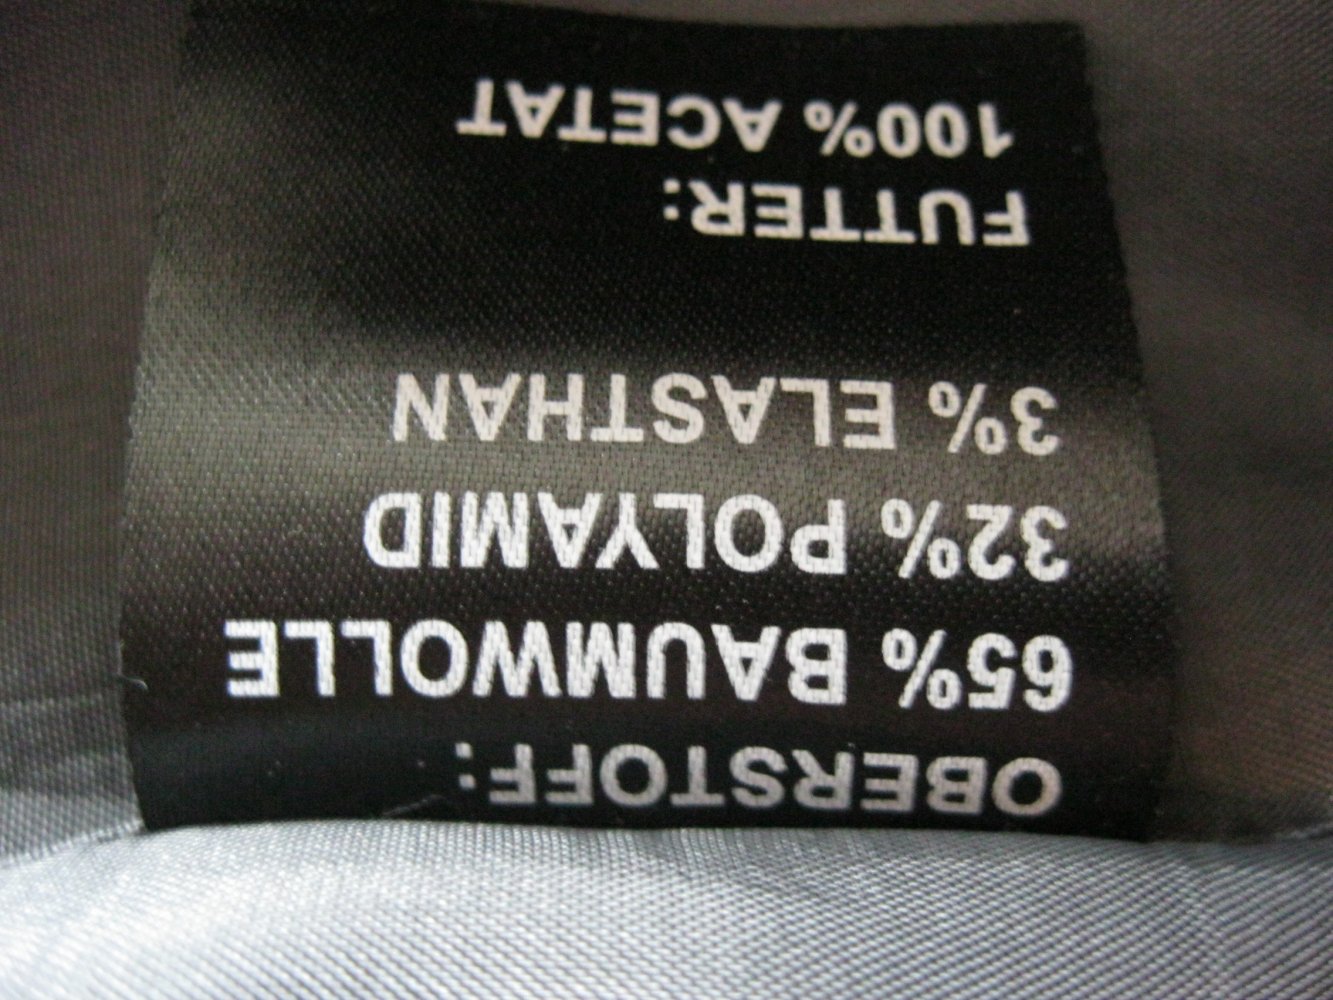 OBERSTOFF:
65% BAUMWOLLE
32% POLYAMID
3% ELASTHAN
FUTTER:
100% ACETAT